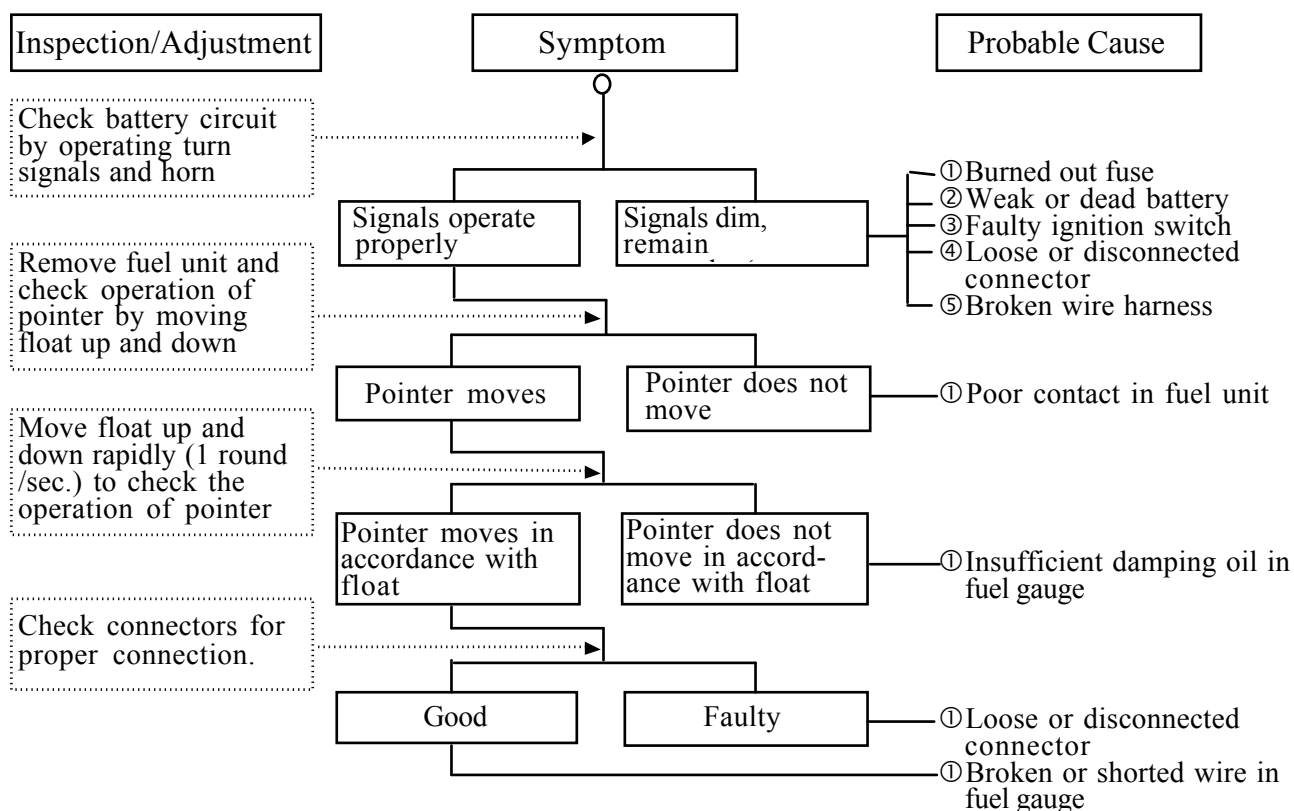 Inspection/Adjustment
Symptom
Probable Cause
Check battery circuit
by operating turn
signals and horn
Signals operate
properly
Signals dim,
remain
①Burned out fuse
②Weak or dead battery
③Faulty ignition switch
④Loose or disconnected
connector
⑤Broken wire harness
Remove fuel unit and
check operation of
pointer by moving
float up and down
Pointer moves
Pointer does not
move
①Poor contact in fuel unit
Move float up and
down rapidly (1 round
/sec.) to check the
operation of pointer
Pointer moves in
accordance with
float
Pointer does not
move in accord-
ance with float
①Insufficient damping oil in
fuel gauge
Check connectors for
proper connection.
Good
Faulty
①Loose or disconnected
connector
①Broken or shorted wire in
fuel gauge